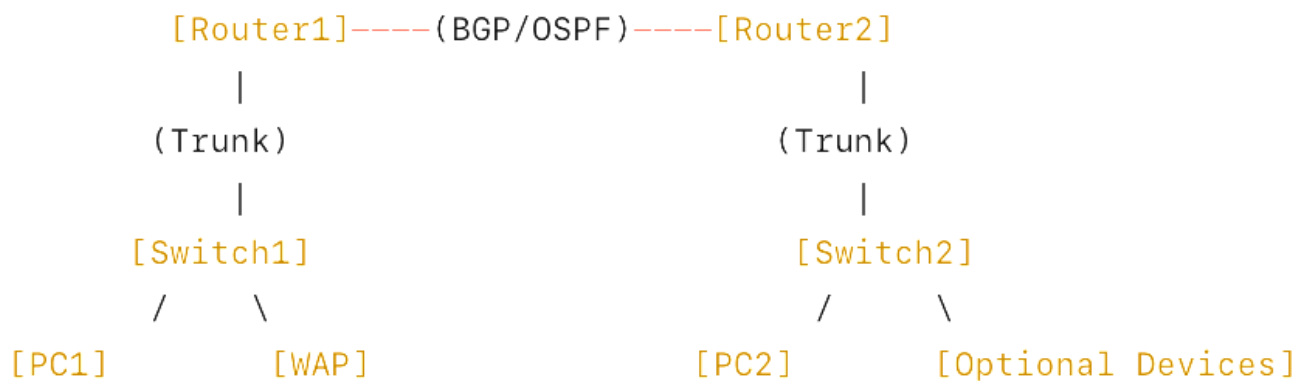 [Router1]----(BGP/OSPF)----[Router2]
| |
(Trunk) (Trunk)
| |
[Switch1] [Switch2]
/ \ / \
[PC1] [WAP] [PC2] [Optional Devices]